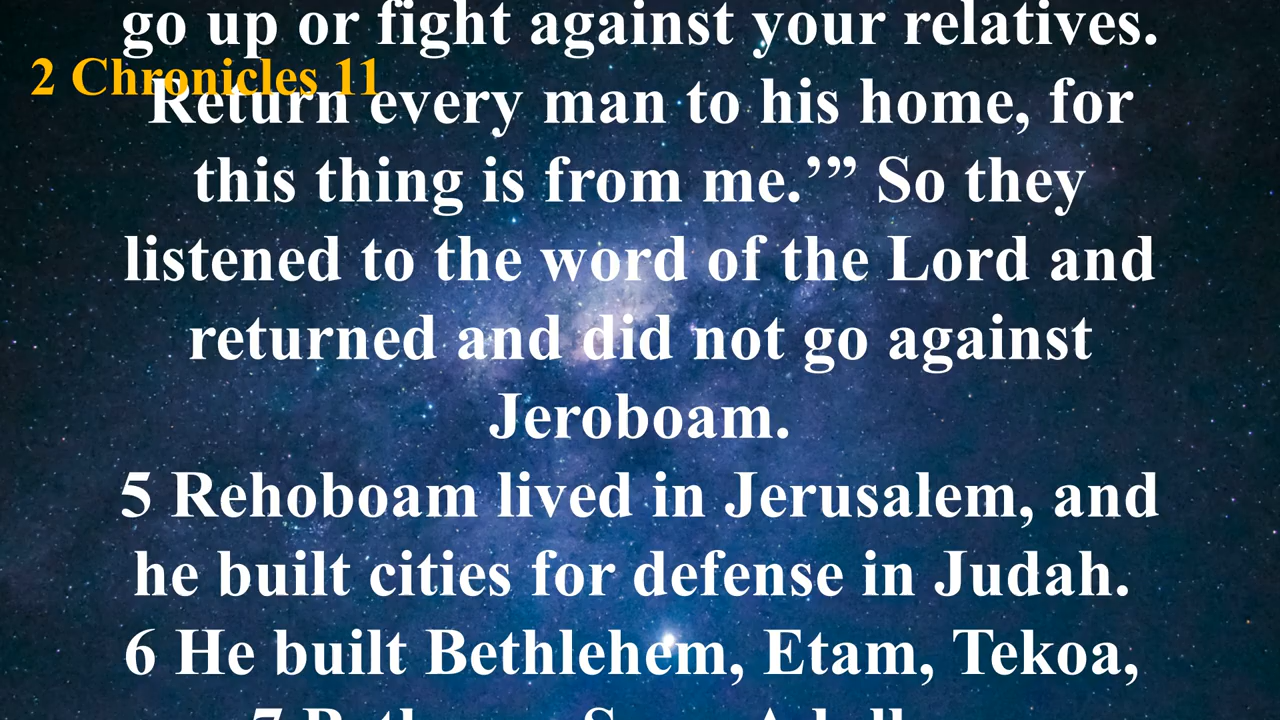 go up or fight against your relatives.
2 Chronicles 11
Return every man to his home, for
this thing is from me.’” So they
listened to the word of the Lord and
returned and did not go against
Jeroboam.
5 Rehoboam lived in Jerusalem, and
he built cities for defense in Judah.
6 He built Bethlehem, Etam, Tekoa,